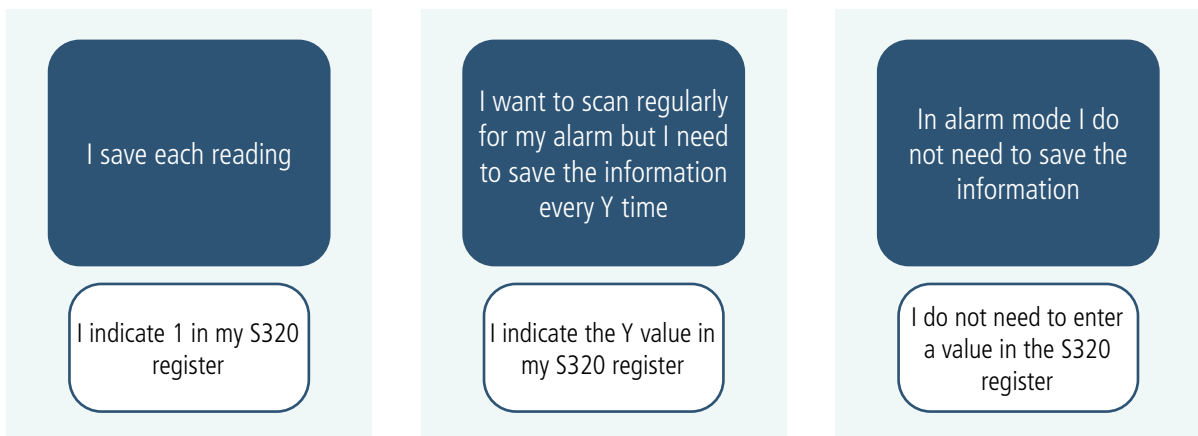 I save each reading
I indicate 1 in my S320
register
I want to scan regularly
for my alarm but I need
to save the information
every Y time
I indicate the Y value in
my S320 register
In alarm mode I do
not need to save the
information
I do not need to enter
a value in the S320
register